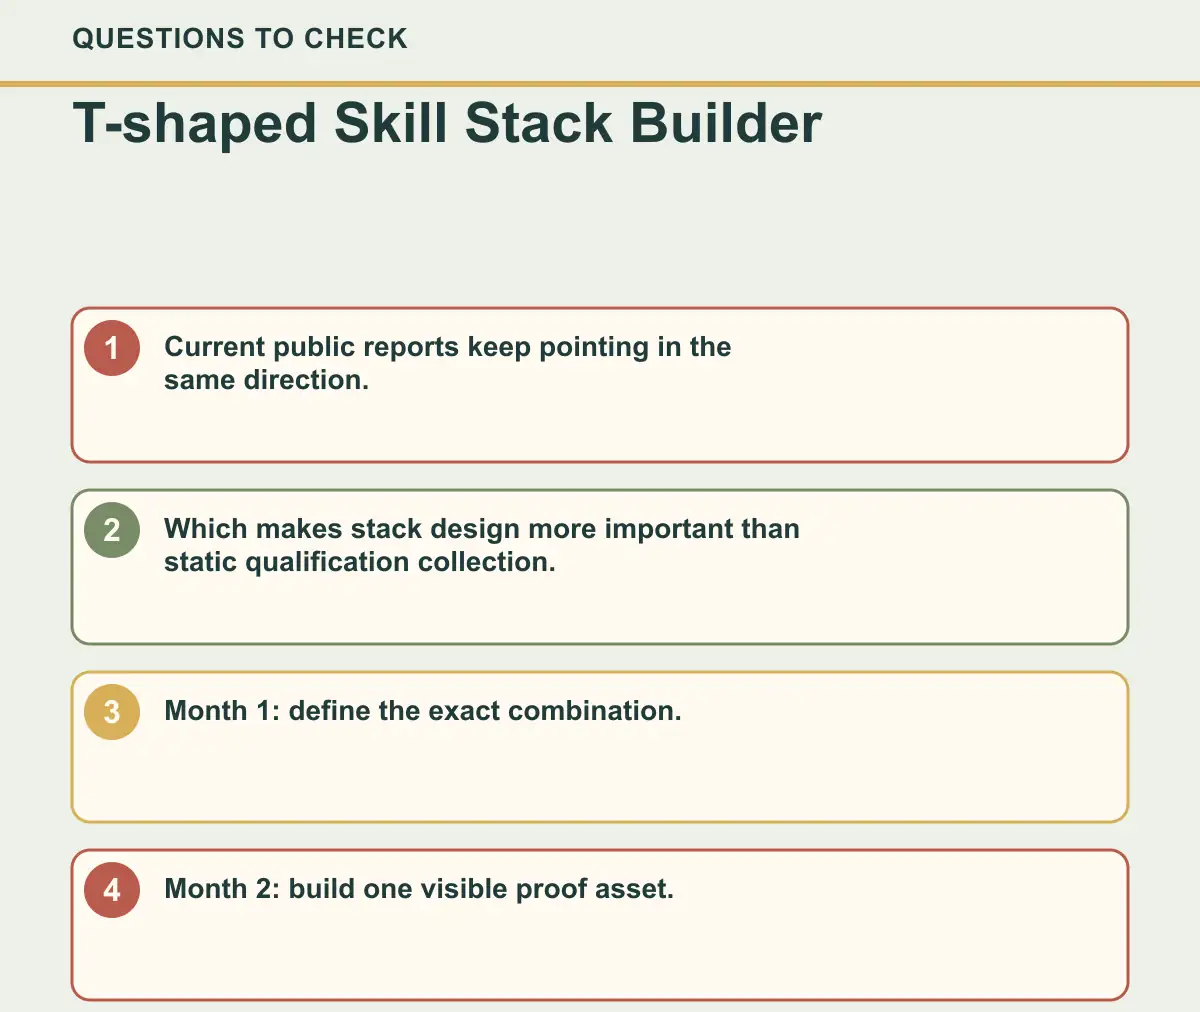 QUESTIONS TO CHECK
T-shaped Skill Stack Builder
1
Current public reports keep pointing in the
same direction.
2
Which makes stack design more important than
static qualification collection.
3
Month 1: define the exact combination.
4
Month 2: build one visible proof asset.